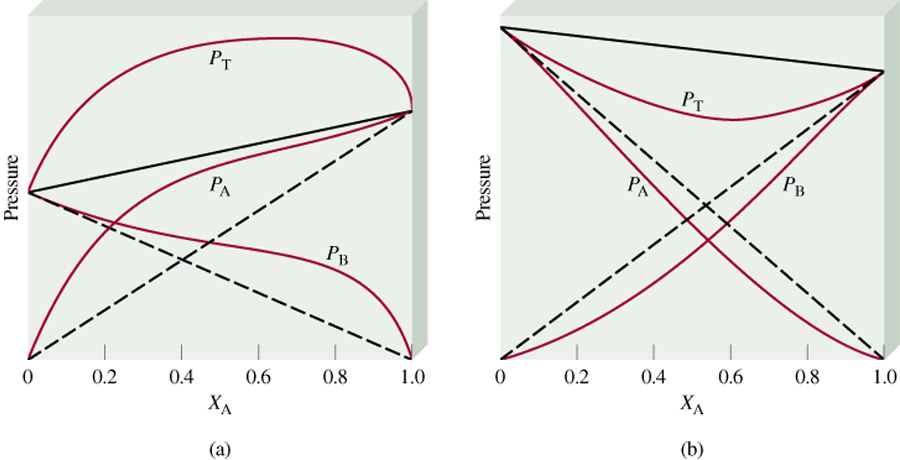 Pressure
P_T
P_A
P_B
0 0.2 0.4 0.6 0.8 1.0
X_A
(a)
Pressure
P_T
P_A
P_B
0 0.2 0.4 0.6 0.8 1.0
X_A
(b)